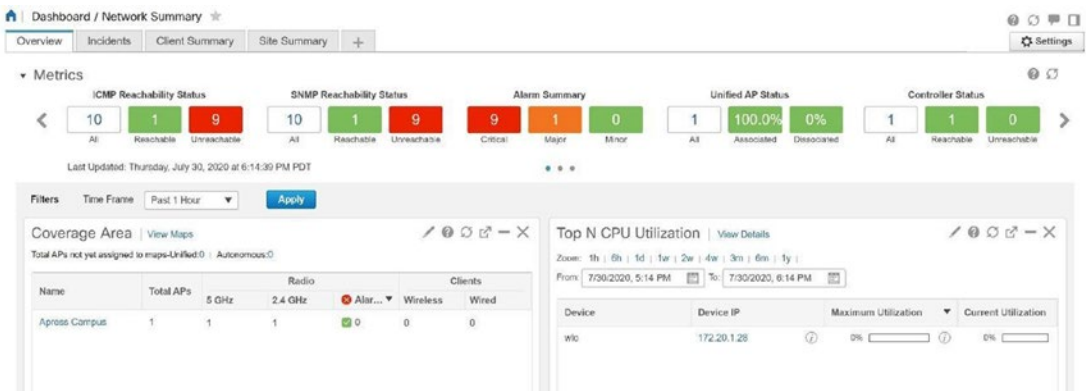 Dashboard / Network Summary
Overview Incidents Client Summary Site Summary +
Settings
Metrics
ICMP Reachability Status SNMP Reachability Status Alarm Summary Unified AP Status Controller Status
10 1 9 10 1 9 9 1 0 1 100.0% 0% 1 1 0
All Reachable Unreachable All Reachable Unreachable Critical Major Minor All Associated Dissociated All Reachable Unreachable
Last Updated: Thursday, July 30, 2020 at 6:14:39 PM PDT
Filters Time Frame Past 1 Hour Apply
Coverage Area | View Maps
Total APs not yet assigned to maps-Unified:0 | Autonomous:0
Name Total APs Radio Clients
5 GHz 2.4 GHz Alar... Wireless Wired
Apress Campus 1 1 1 0 0 0
Top N CPU Utilization | View Details
Zoom: 1h | 6h | 1d | 1w | 2w | 4w | 3m | 6m | 1y |
From: 7/30/2020, 5:14 PM To: 7/30/2020, 6:14 PM
Device Device IP Maximum Utilization Current Utilization
wlc 172.20.1.28 0% 0%